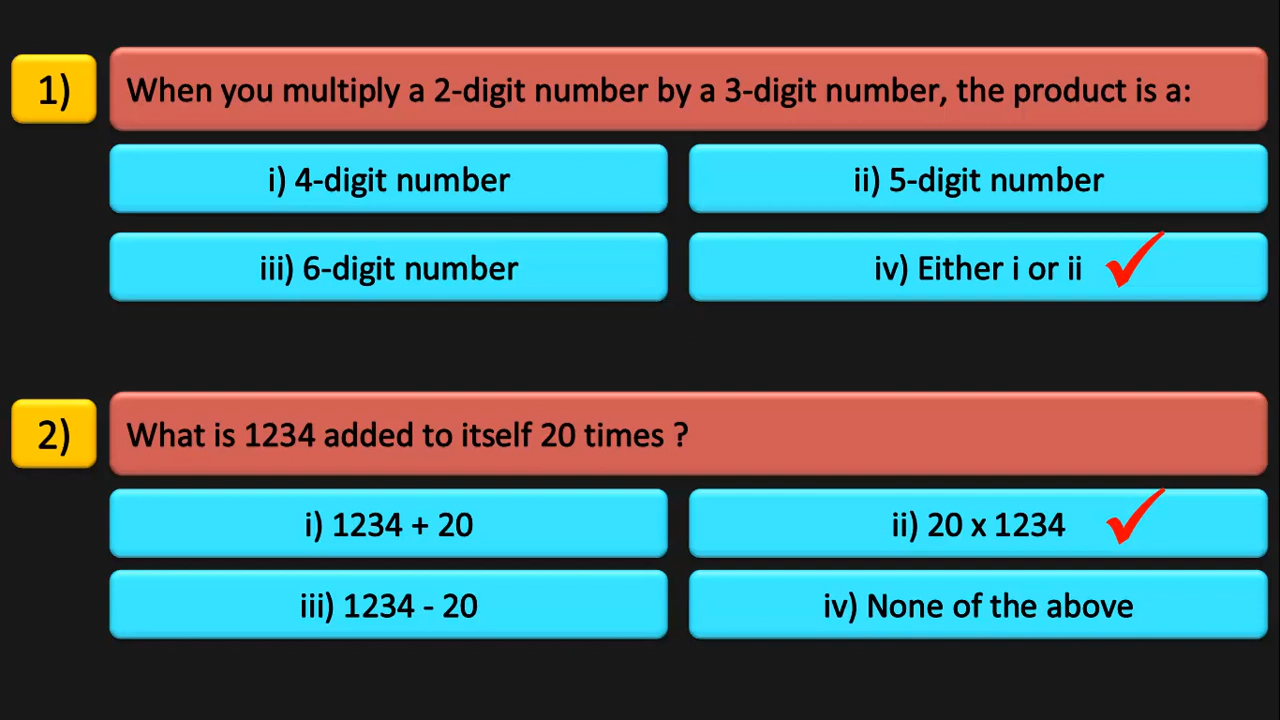 1)
When you multiply a 2-digit number by a 3-digit number, the product is a:
i) 4-digit number
ii) 5-digit number
iii) 6-digit number
iv) Either i or ii
2)
What is 1234 added to itself 20 times ?
i) 1234 + 20
ii) 20 x 1234
iii) 1234 - 20
iv) None of the above